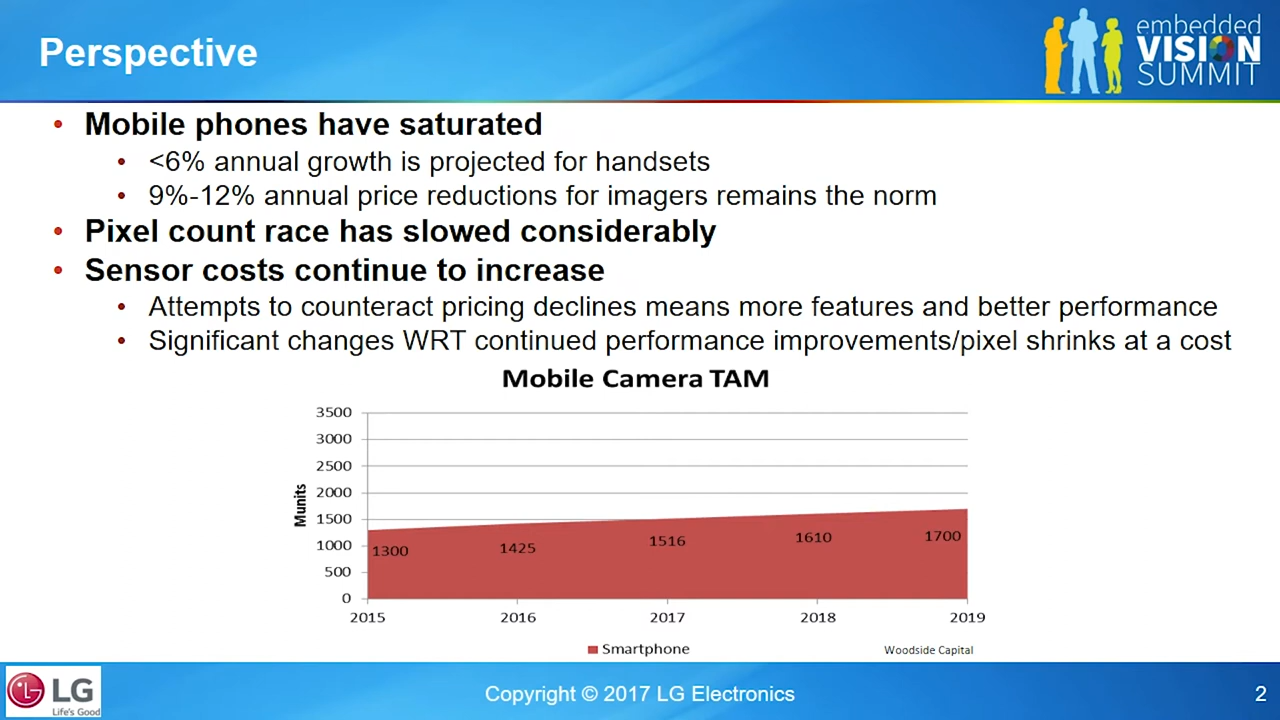 Perspective
embedded
VISION
SUMMIT
• Mobile phones have saturated
• <6% annual growth is projected for handsets
• 9%-12% annual price reductions for imagers remains the norm
• Pixel count race has slowed considerably
• Sensor costs continue to increase
• Attempts to counteract pricing declines means more features and better performance
• Significant changes WRT continued performance improvements/pixel shrinks at a cost
Mobile Camera TAM
Munits
3500
3000
2500
2000
1500
1000
500
0
1300
1425
1516
1610
1700
2015
2016
2017
2018
2019
Smartphone
Woodside Capital
LG
Life's Good
Copyright © 2017 LG Electronics
2